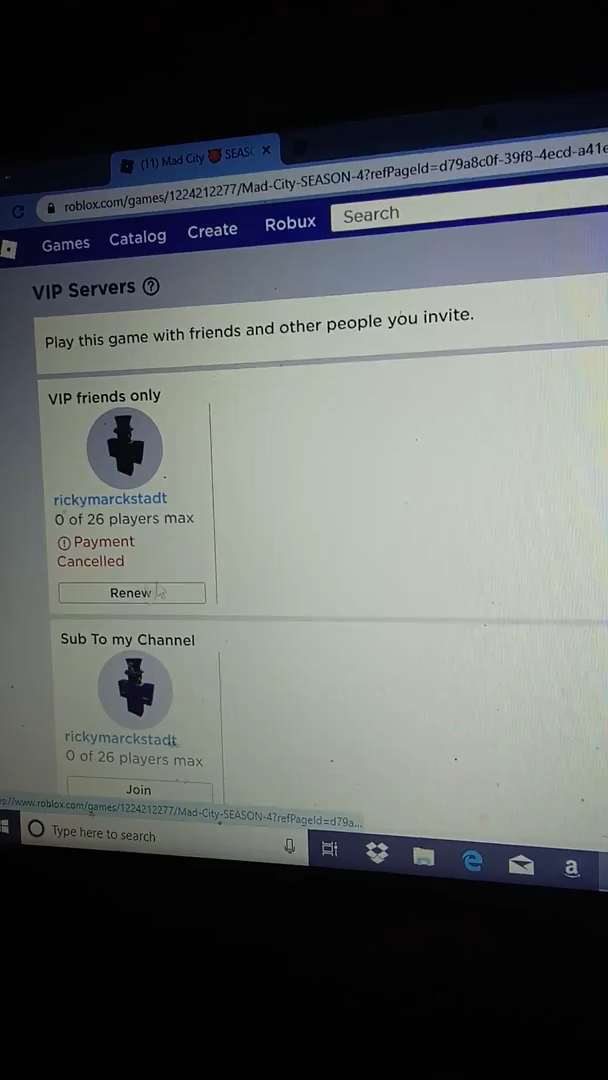 (11) Mad City 😈 SEASO
roblox.com/games/1224212277/Mad-City-SEASON-4?refPageId=d79a8c0f-39f8-4ecd-a41e
Games Catalog Create Robux Search
VIP Servers
Play this game with friends and other people you invite.
VIP friends only
rickymarckstadt
0 of 26 players max
Payment
Cancelled
Renew
Sub To my Channel
rickymarckstadt
0 of 26 players max
Join
s://www.roblox.com/games/1224212277/Mad-City-SEASON-4?refPageId=d79a...
Type here to search